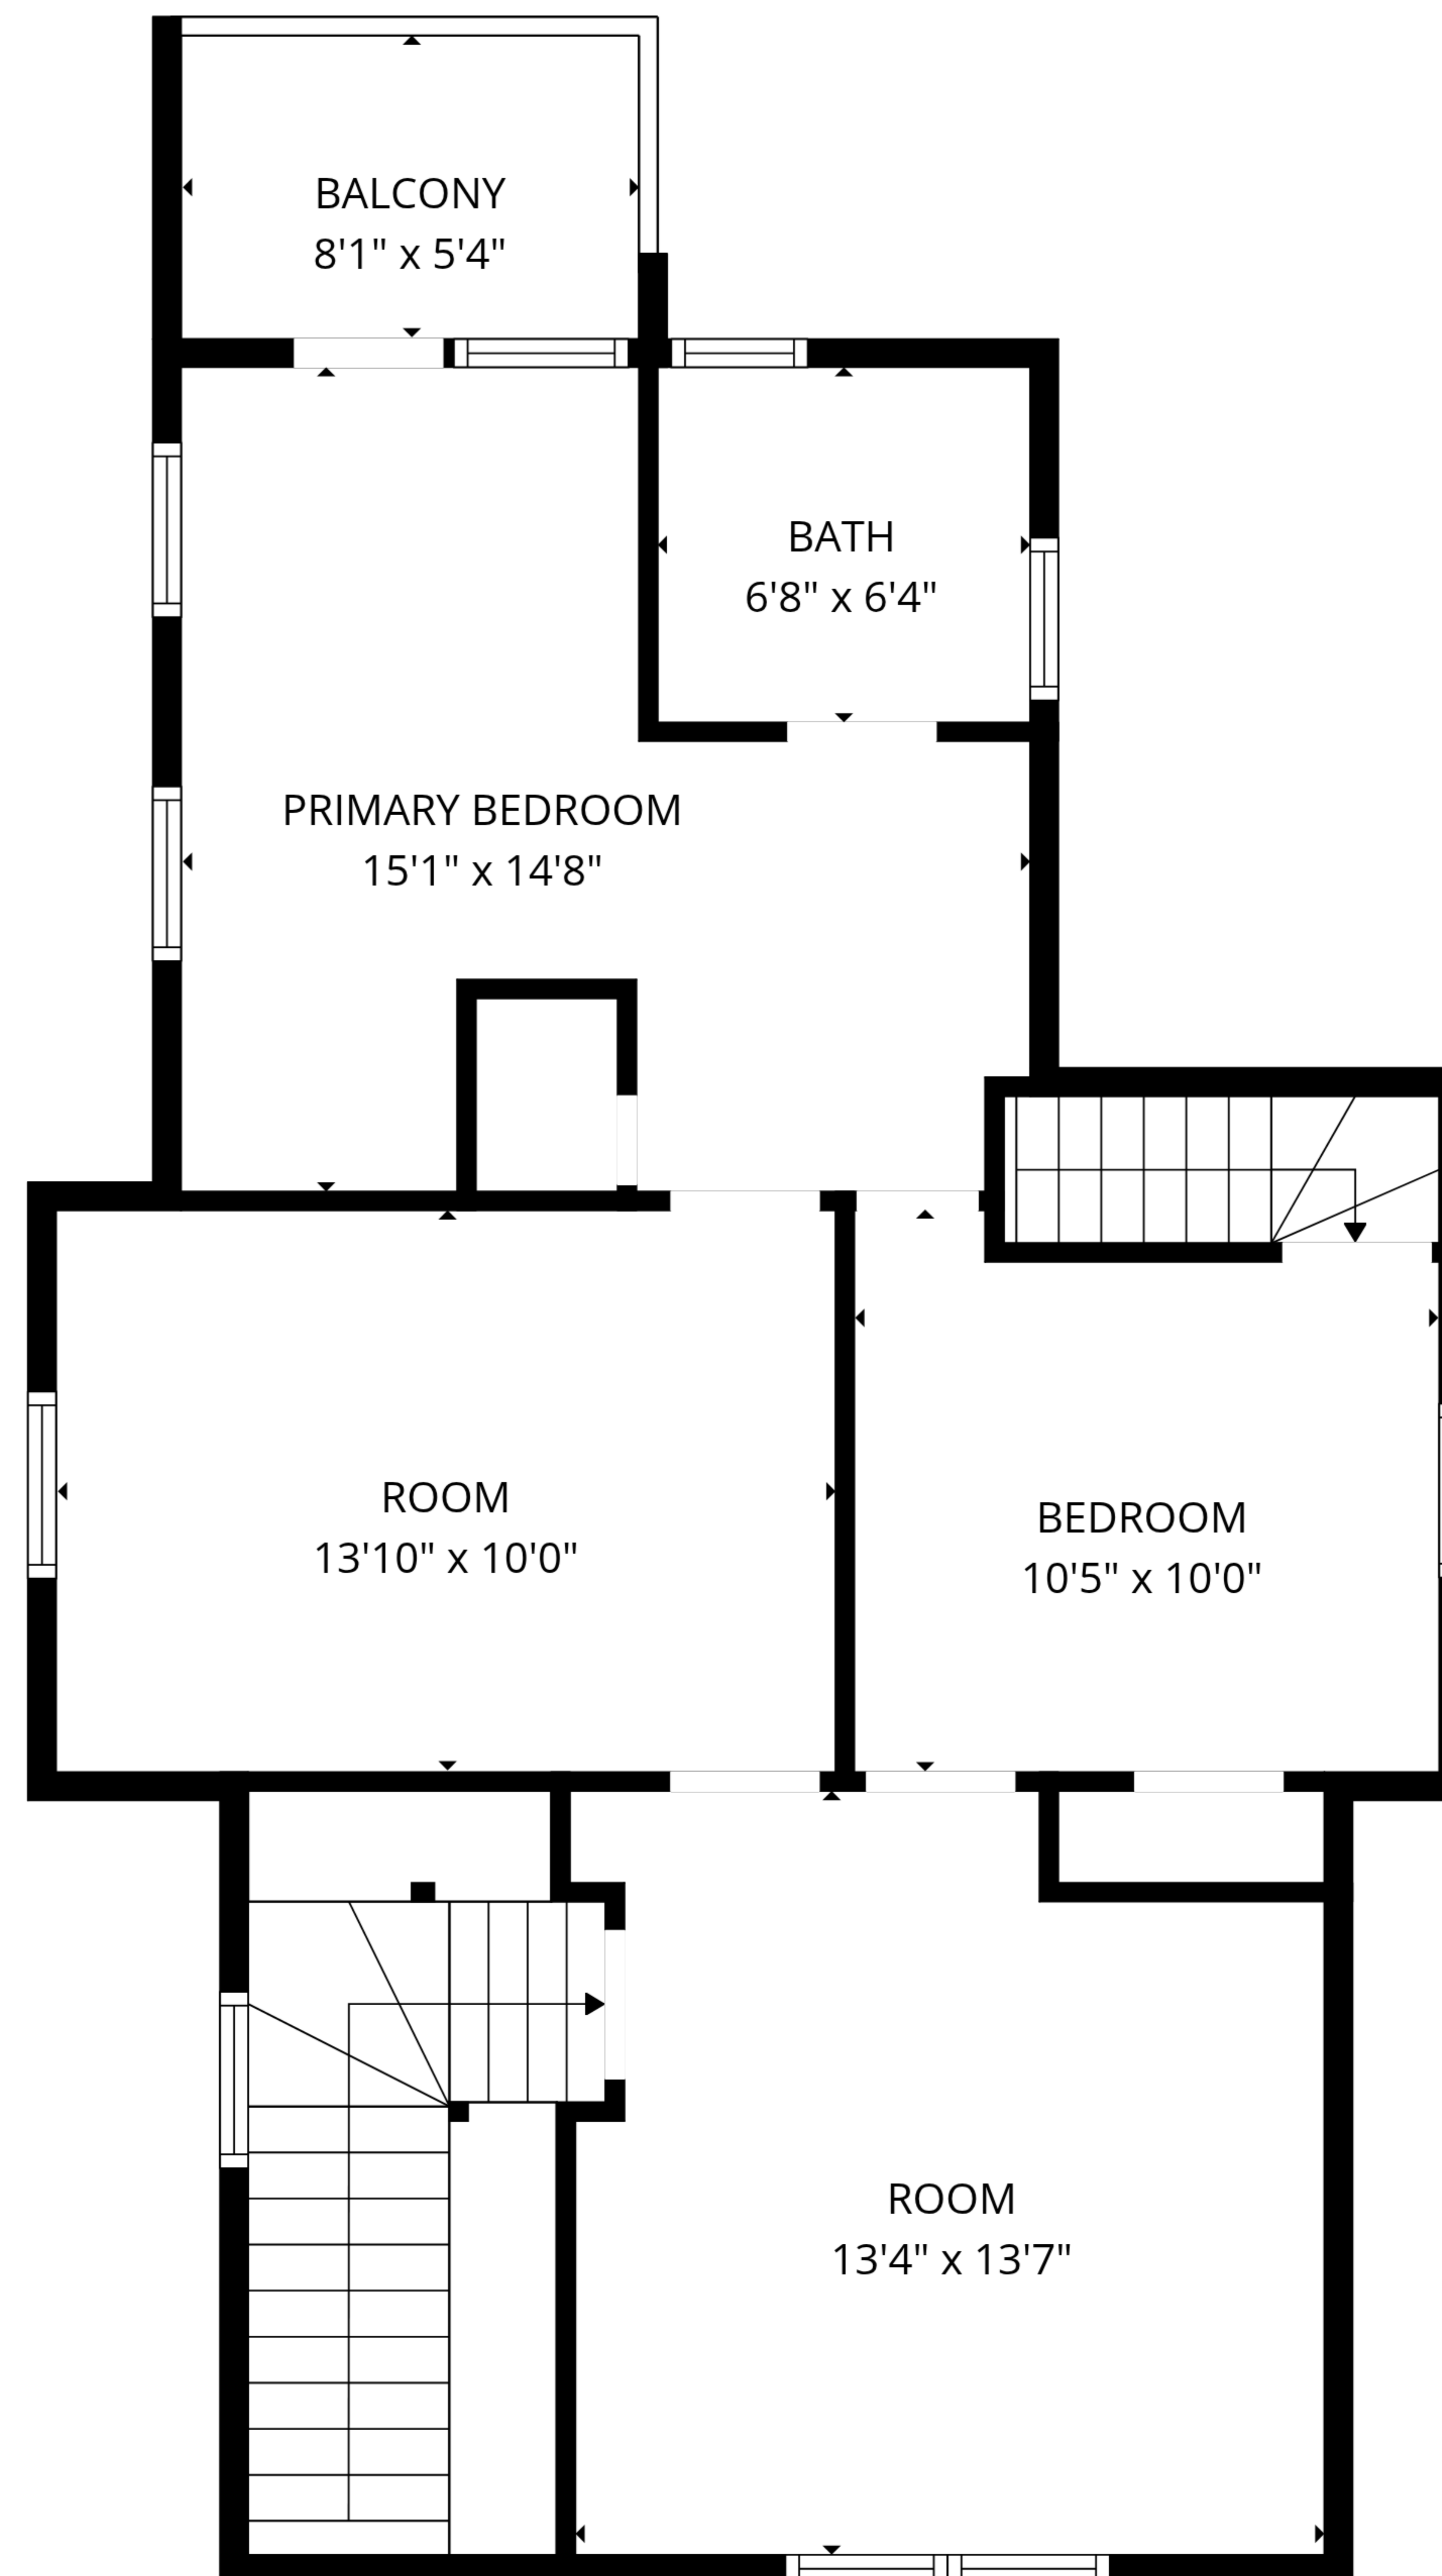 BALCONY
8'1" x 5'4"
BATH
6'8" x 6'4"
PRIMARY BEDROOM
15'1" x 14'8"
ROOM
13'10" x 10'0"
BEDROOM
10'5" x 10'0"
ROOM
13'4" x 13'7"